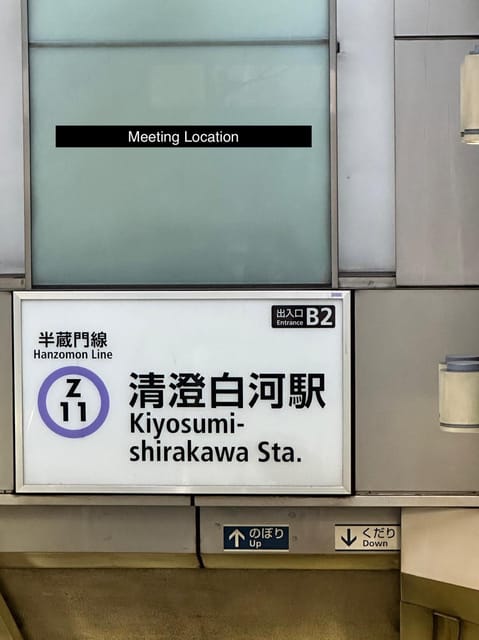 Meeting Location
出入口 B2
Entrance
半蔵門線
Hanzomon Line
Z
11
清澄白河駅
Kiyosumi-
shirakawa Sta.
↑ のぼり
Up
↓ くだり
Down